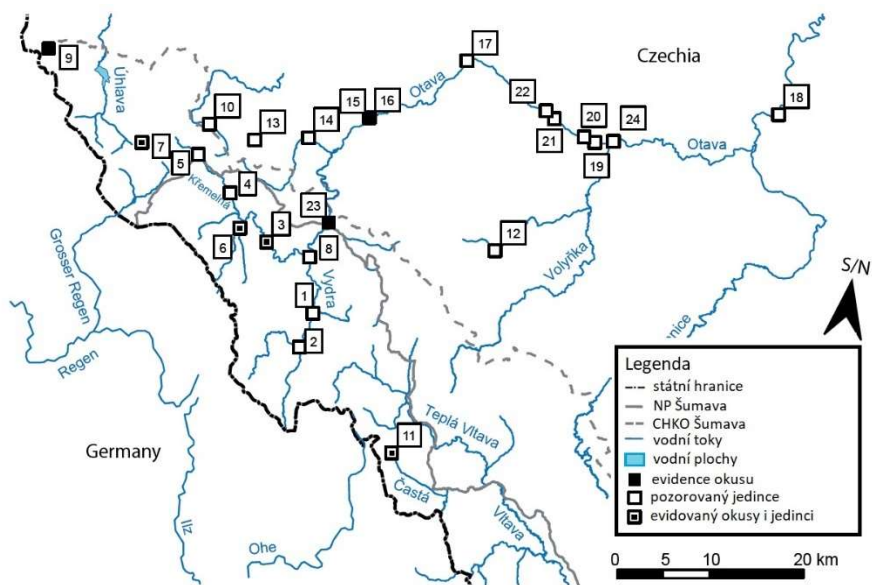 17
Czechia
9
Úhlava
Otava
10
13
14
15
16
22
21
20
24
18
Otava
19
7
5
4
Křemelná
3
23
6
8
12
Volyňka
Grosser Regen
Vydra
S/N
1
2
nice
Regen
Germany
Teplá Vltava
11
Častá
Vltava
Ilz
Ohe
Legenda
státní hranice
NP Šumava
CHKO Šumava
vodní toky
vodní plochy
evidence okusu
pozorovaný jedince
evidovaný okusy i jedinci
0 5 10 20 km